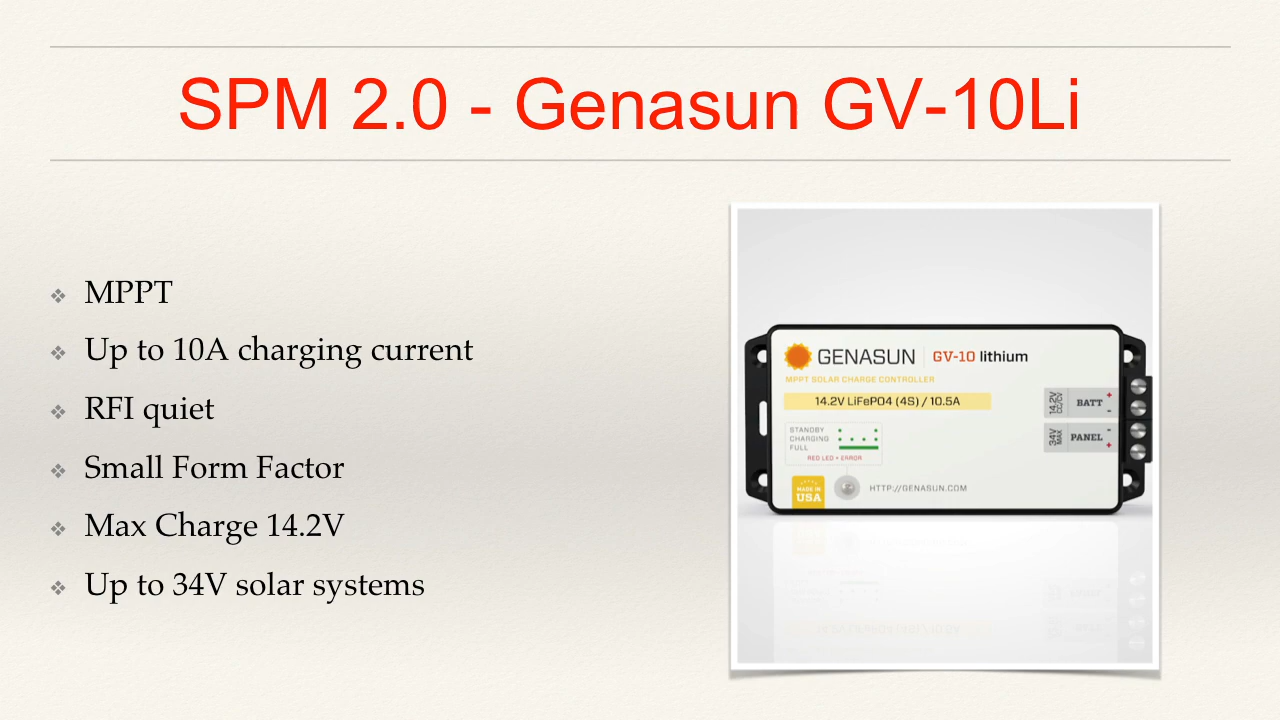 SPM 2.0 - Genasun GV-10Li
MPPT
Up to 10A charging current
RFI quiet
Small Form Factor
Max Charge 14.2V
Up to 34V solar systems
GENASUN GV-10 lithium
MPPT SOLAR CHARGE CONTROLLER
14.2V LiFePO4 (4S) / 10.5A
14.2V CC/CV BATT + -
34V MAX PANEL - +
STANDBY
CHARGING
FULL
RED LED = ERROR
MADE IN
USA
HTTP://GENASUN.COM